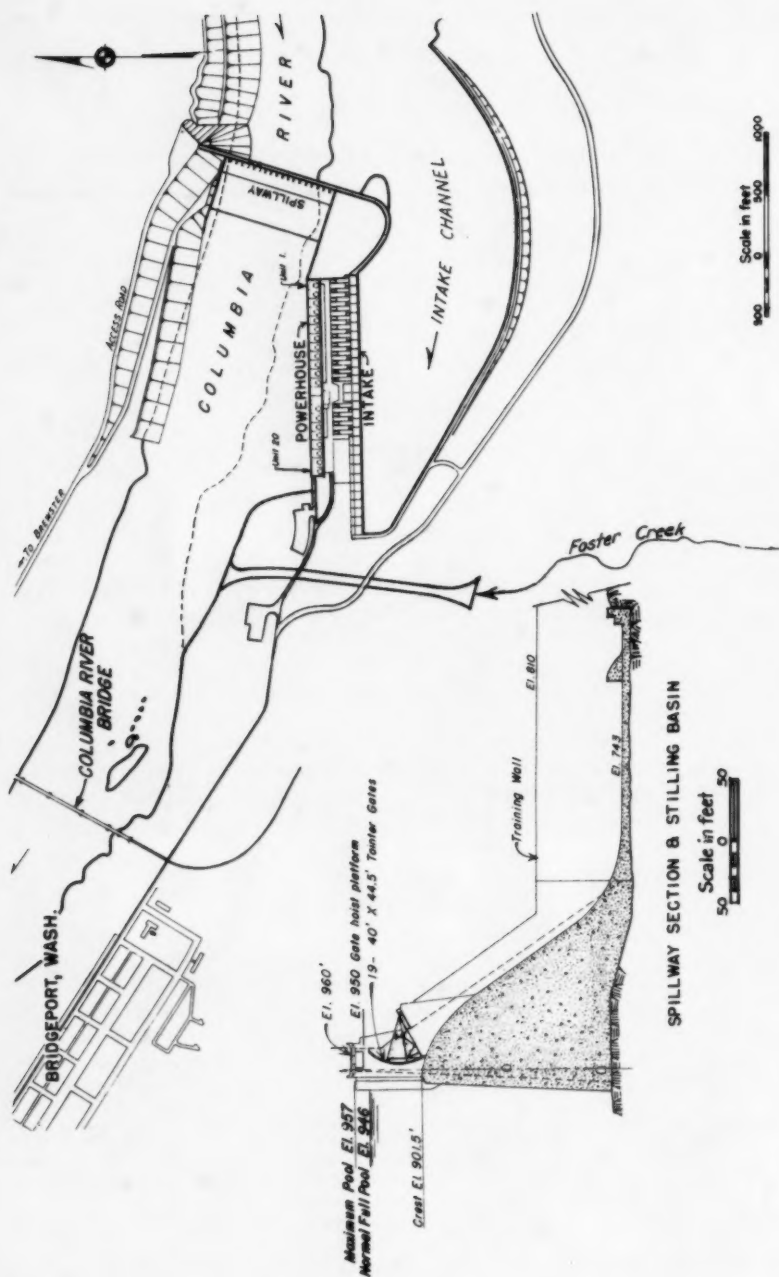 BRIDGEPORT, WASH.
COLUMBIA RIVER
BRIDGE
← TO BREWSTER
ACCESS ROAD
COLUMBIA
RIVER
SPILLWAY
Unit 1
POWERHOUSE
Unit 20
INTAKE
INTAKE CHANNEL
Foster Creek
Scale in feet
500 0 500 1000
Maximum Pool El. 957
Normal Full Pool El. 946
Crest El. 901.5'
El. 960'
El. 950 Gate hoist platform
19- 40' X 44.5' Tainter Gates
Training Wall
El. 810
El. 743
SPILLWAY SECTION & STILLING BASIN
Scale in feet
50 0 50